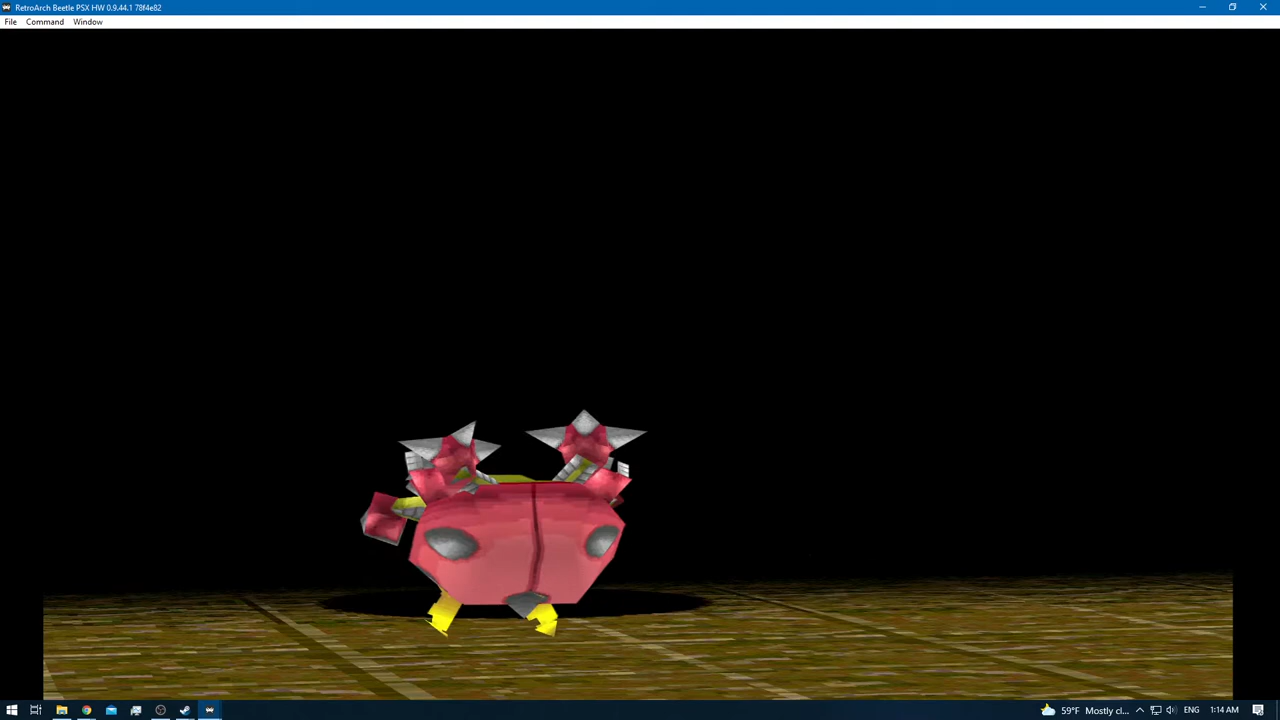 RetroArch Beetle PSX HW 0.9.44.1 78f4e82
File Command Window
59°F Mostly cl... ENG 1:14 AM